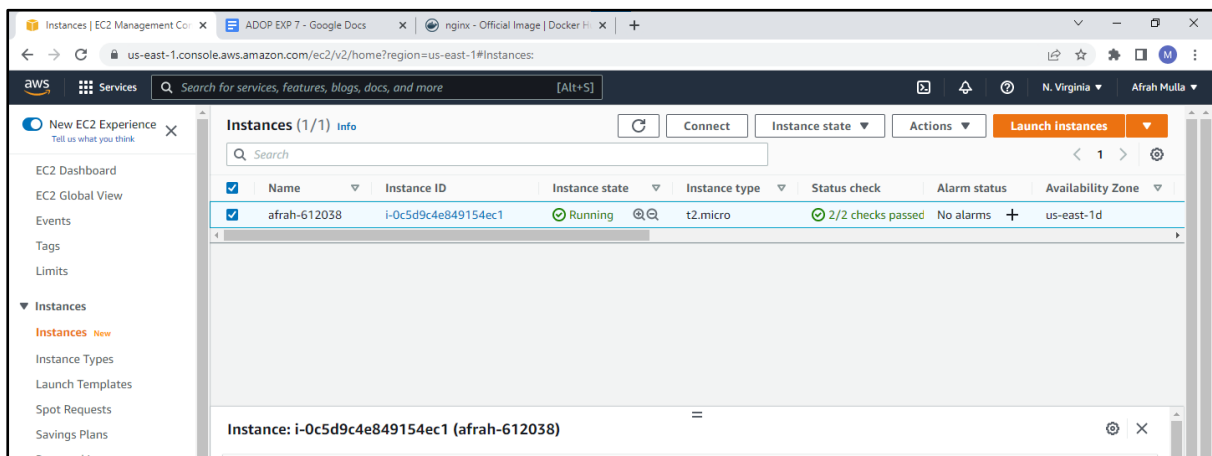 Instances | EC2 Management Co
ADOP EXP 7 - Google Docs
nginx - Official Image | Docker H
us-east-1.console.aws.amazon.com/ec2/v2/home?region=us-east-1#Instances:
M
aws
Services
Search for services, features, blogs, docs, and more
[Alt+S]
N. Virginia
Afrah Mulla
New EC2 Experience
Tell us what you think
EC2 Dashboard
EC2 Global View
Events
Tags
Limits
Instances
Instances New
Instance Types
Launch Templates
Spot Requests
Savings Plans
Instances (1/1) Info
Connect
Instance state
Actions
Launch instances
Search
1
Name Instance ID Instance state Instance type Status check Alarm status Availability Zone
afrah-612038 i-0c5d9c4e849154ec1 Running t2.micro 2/2 checks passed No alarms + us-east-1d
Instance: i-0c5d9c4e849154ec1 (afrah-612038)